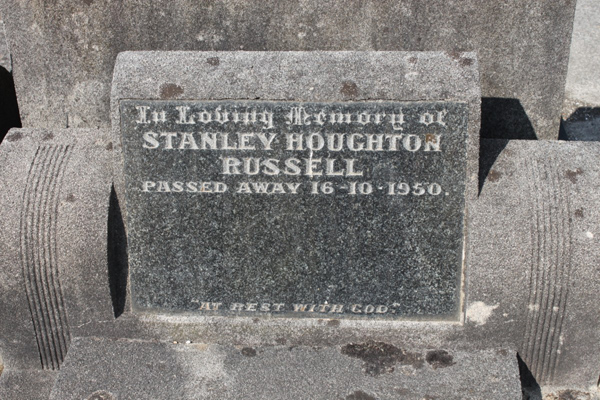 In Loving Memory of
STANLEY HOUGHTON
RUSSELL
PASSED AWAY 16-10-1950.
"AT REST WITH GOD."